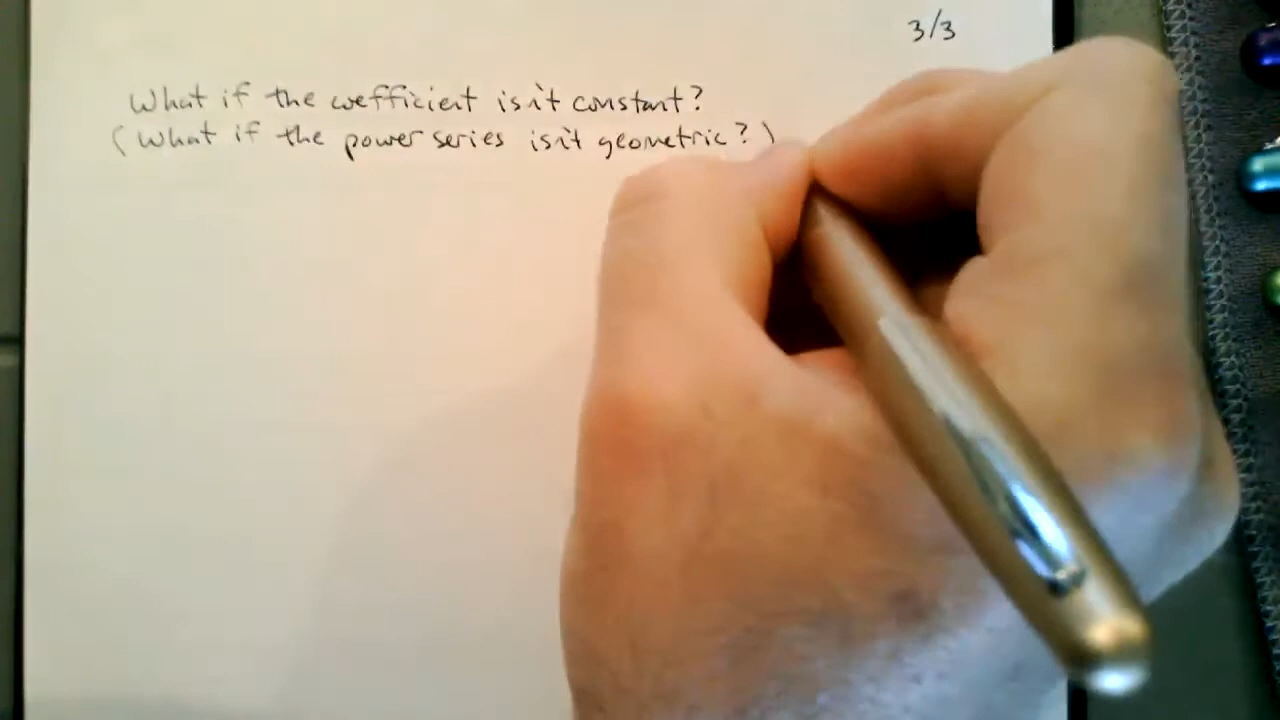 3/3
What if the coefficient isn't constant?
(What if the power series isn't geometric?)